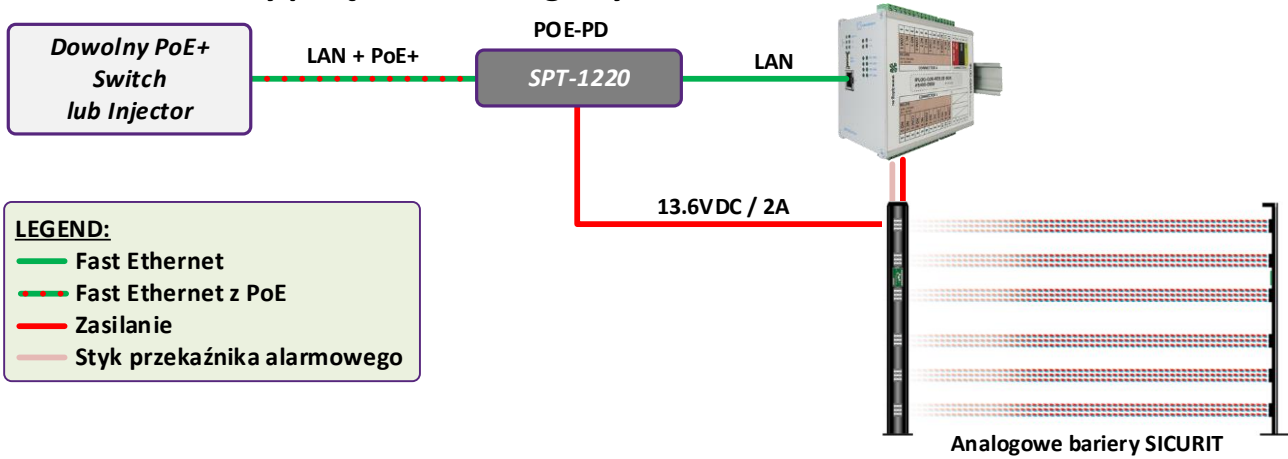 Dowolny PoE+
Switch
lub Injector
LAN + PoE+
POE-PD
SPT-1220
LAN
13.6VDC / 2A
LEGEND:
Fast Ethernet
Fast Ethernet z PoE
Zasilanie
Styk przekaźnika alarmowego
Analogowe bariery SICURIT